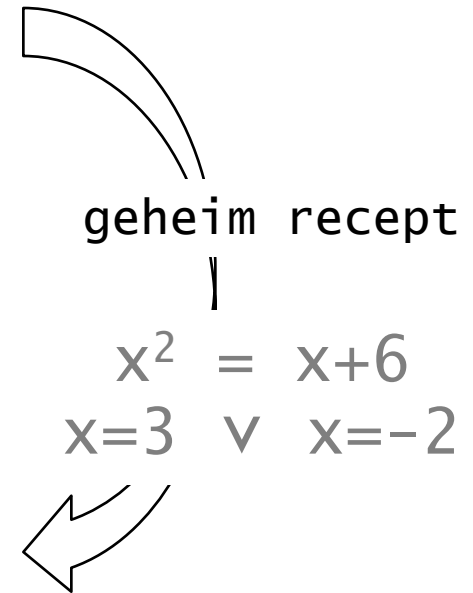 geheim recept
x² = x+6
x=3 ∨ x=-2